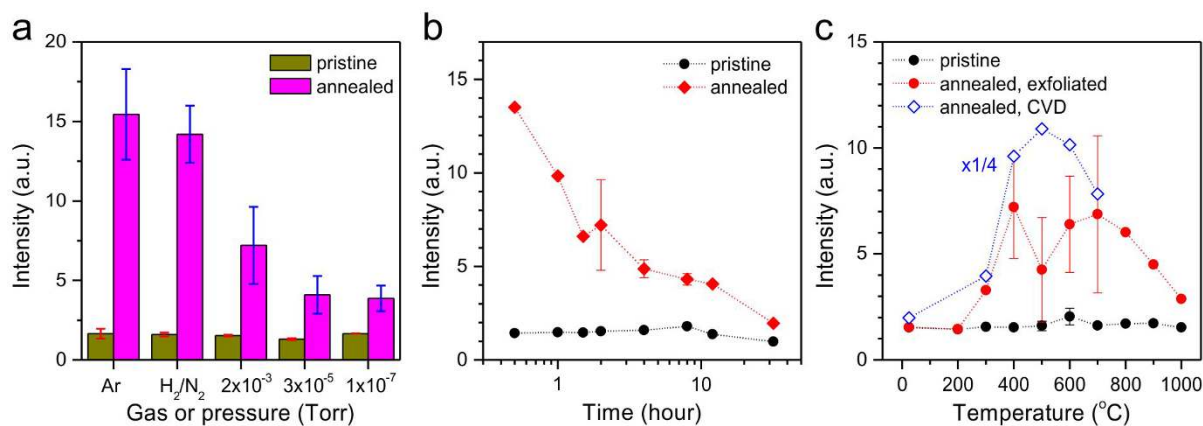 a
20
15
10
5
0
Intensity (a.u.)
pristine
annealed
Ar
H₂/N₂
2x10⁻³
3x10⁻⁵
1x10⁻⁷
Gas or pressure (Torr)
b
15
10
5
0
Intensity (a.u.)
pristine
annealed
1
10
Time (hour)
c
15
10
5
0
Intensity (a.u.)
pristine
annealed, exfoliated
annealed, CVD
x1/4
0
200
400
600
800
1000
Temperature (°C)